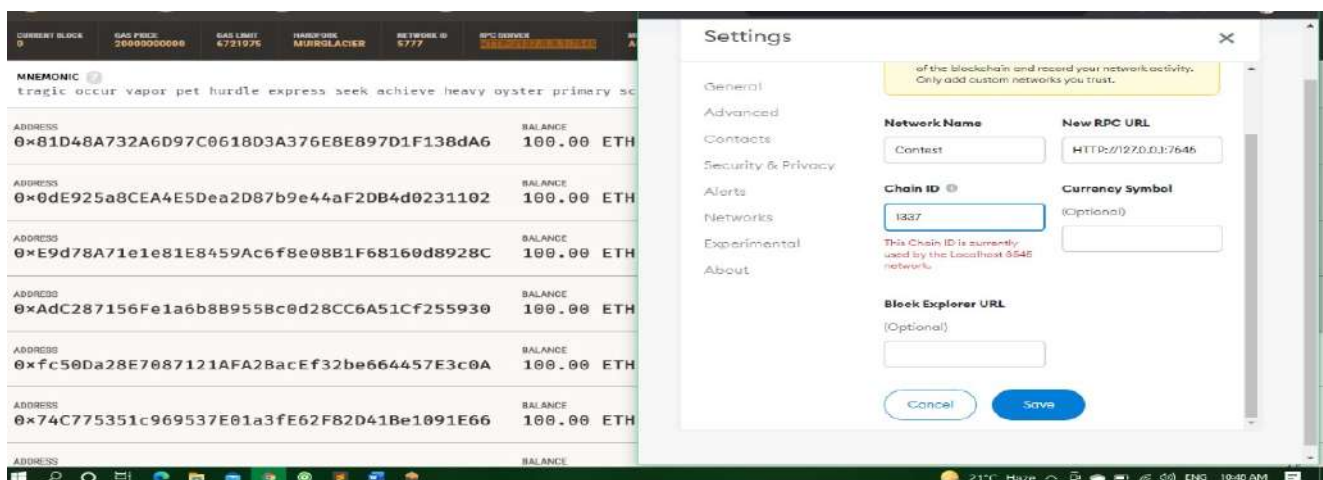 CURRENT BLOCK GAS PRICE GAS LIMIT HARDFORK NETWORK ID RPC SERVER
0 20000000000 6721975 MUIRGLACIER 5777
MNEMONIC
tragic occur vapor pet hurdle express seek achieve heavy oyster primary sc
ADDRESS BALANCE
0×81D48A732A6D97C0618D3A376E8E897D1F138dA6 100.00 ETH
ADDRESS BALANCE
0×0dE925a8CEA4E5Dea2D87b9e44aF2DB4d0231102 100.00 ETH
ADDRESS BALANCE
0×E9d78A71e1e81E8459Ac6f8e08B1F68160d8928C 100.00 ETH
ADDRESS BALANCE
0×AdC287156Fe1a6b8B955Bc0d28CC6A51Cf255930 100.00 ETH
ADDRESS BALANCE
0×fc50Da28E7087121AFA2BacEf32be664457E3c0A 100.00 ETH
ADDRESS BALANCE
0×74C775351c969537E01a3fE62F82D41Be1091E66 100.00 ETH
ADDRESS BALANCE
Settings
General
Advanced
Contacts
Security & Privacy
Alerts
Networks
Experimental
About
of the blockchain and record your network activity.
Only add custom networks you trust.
Network Name New RPC URL
Contest HTTP://127.0.0.1:7545
Chain ID Currency Symbol
1337 (Optional)
This Chain ID is currently
used by the Localhost 8545
network.
Block Explorer URL
(Optional)
Cancel Save
21°C Haze ENG 10:40 AM